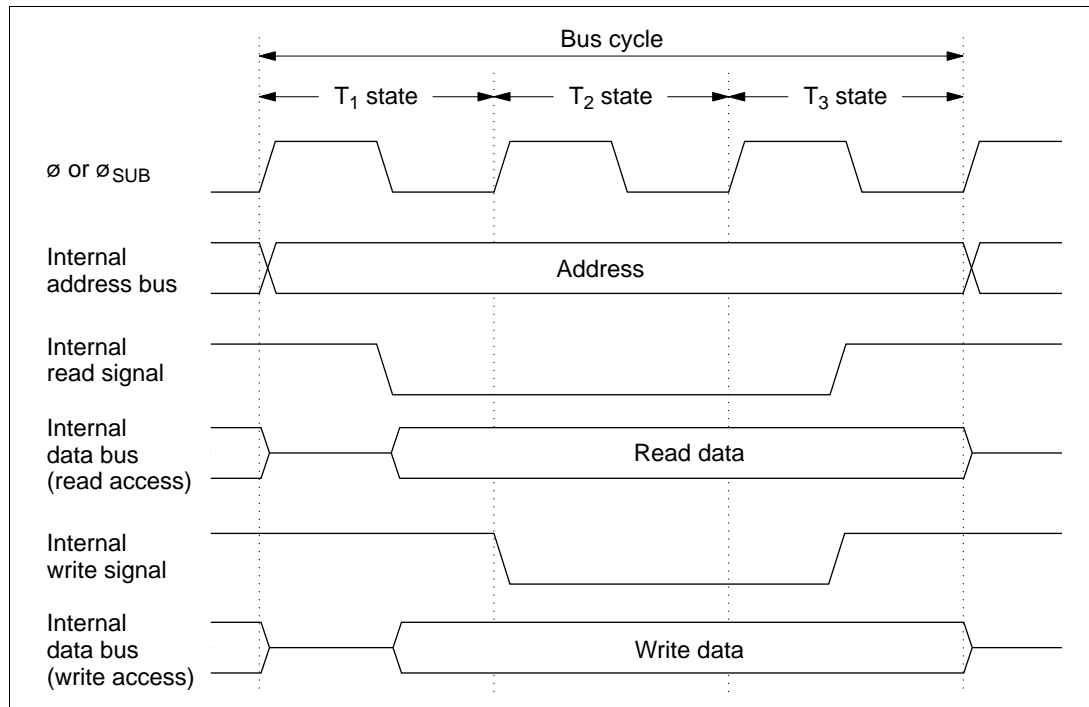 Bus cycle
T₁ state
T₂ state
T₃ state
ø or øSUB
Internal
address bus
Address
Internal
read signal
Internal
data bus
(read access)
Read data
Internal
write signal
Internal
data bus
(write access)
Write data